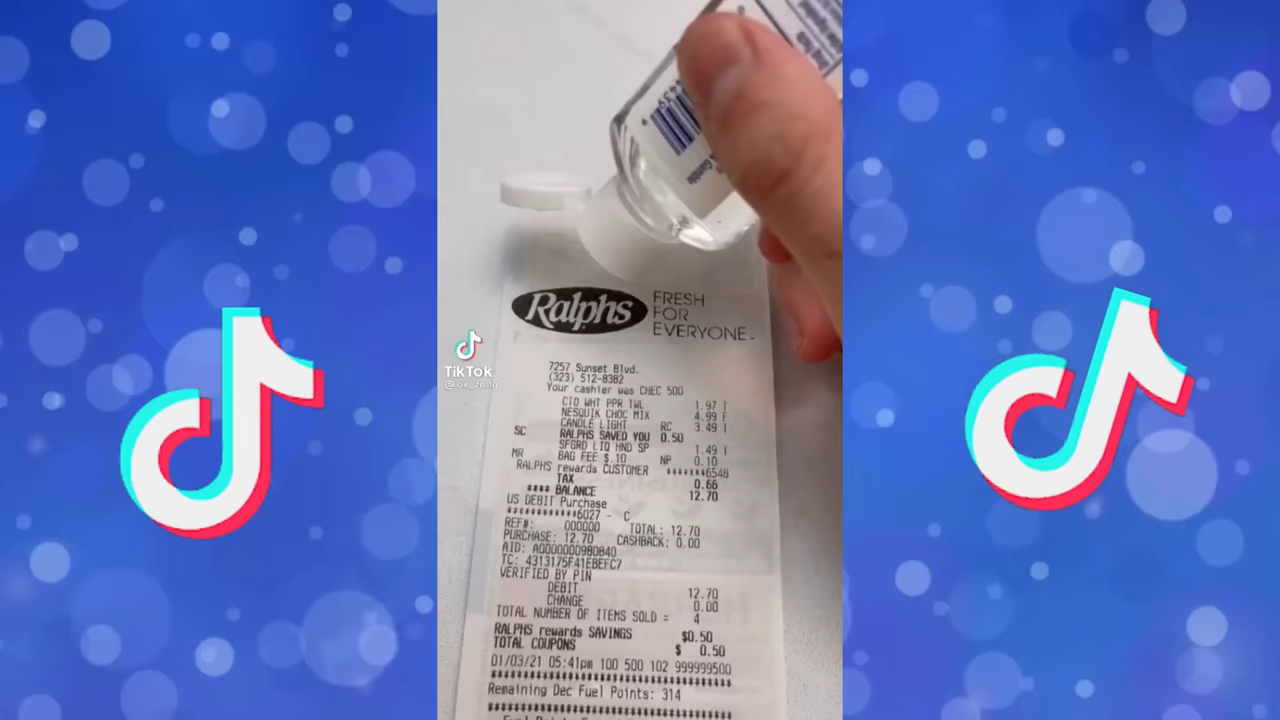 Ralphs FRESH
FOR
EVERYONE
7257 Sunset Blvd.
(323) 512-8382
Your cashier was CHEC 500
CTD WHT PPR TWL 1.97 T
NESQUIK CHOC MIX 4.99 F
CANDLE LIGHT RC 3.49 T
SC RALPHS SAVED YOU 0.50
SFGRD LIQ HND SP 1.49 T
MR BAG FEE $.10 NP 0.10
RALPHS rewards CUSTOMER *******6548
TAX 0.66
**** BALANCE 12.70
US DEBIT Purchase
************6027 - C
REF#: 000000 TOTAL: 12.70
PURCHASE: 12.70 CASHBACK: 0.00
AID: A0000000980840
TC: 4313175F41EBEFC7
VERIFIED BY PIN
DEBIT 12.70
CHANGE 0.00
TOTAL NUMBER OF ITEMS SOLD = 4
RALPHS rewards SAVINGS $0.50
TOTAL COUPONS $ 0.50
01/03/21 05:41pm 100 500 102 999999500
Remaining Dec Fuel Points: 314
TikTok